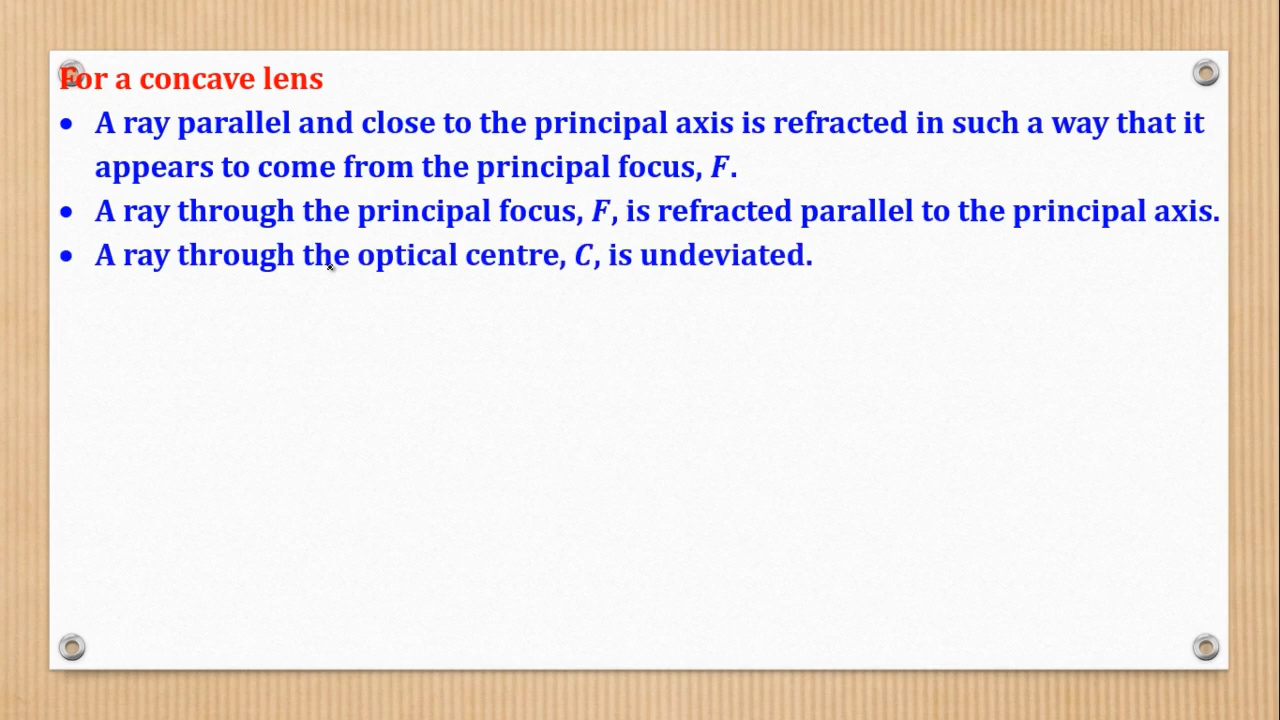 For a concave lens
• A ray parallel and close to the principal axis is refracted in such a way that it
appears to come from the principal focus, F.
• A ray through the principal focus, F, is refracted parallel to the principal axis.
• A ray through the optical centre, C, is undeviated.